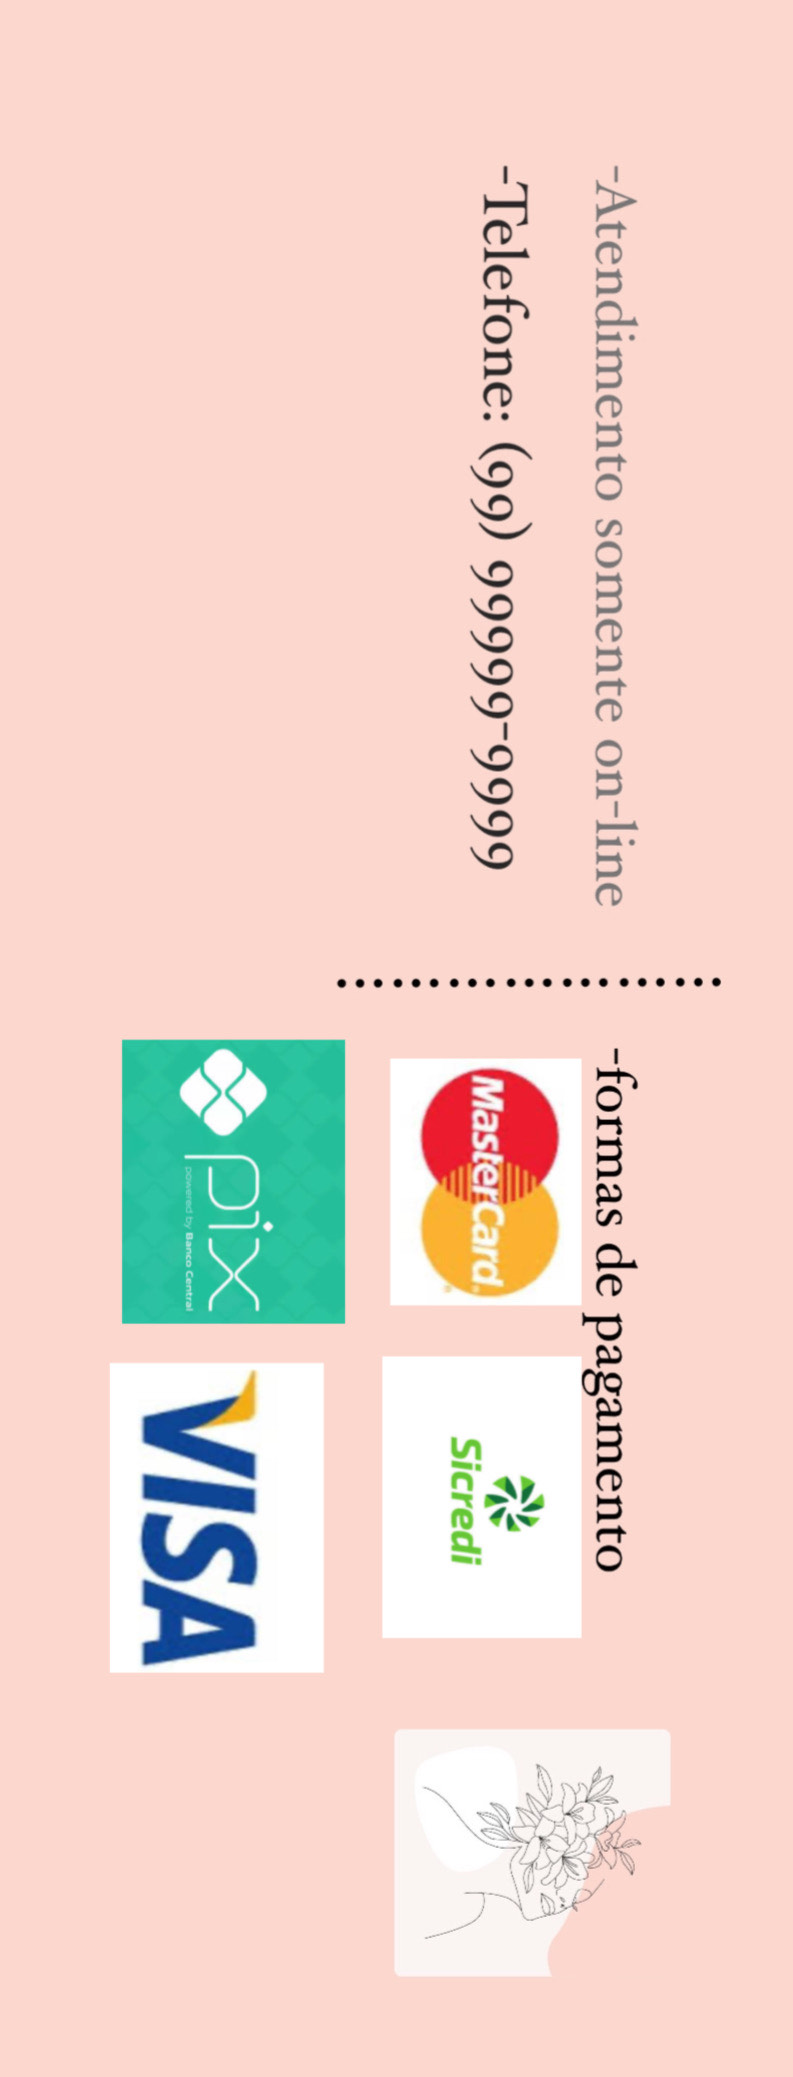 -Atendimento somente on-line
-Telefone: (99) 99999-9999
-formas de pagamento
MasterCard
Sicredi
pix
powered by Banco Central
VISA